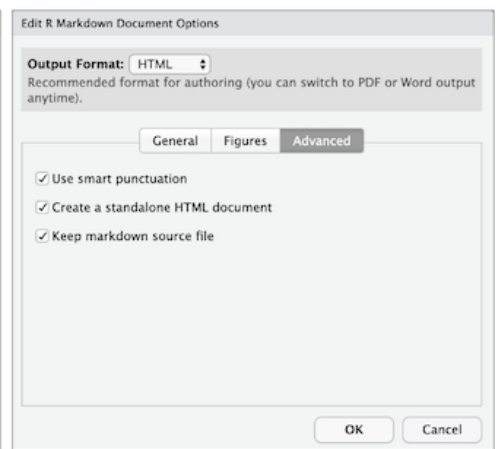 Edit R Markdown Document Options
Output Format: HTML
Recommended format for authoring (you can switch to PDF or Word output
anytime).
General Figures Advanced
Use smart punctuation
Create a standalone HTML document
Keep markdown source file
OK Cancel